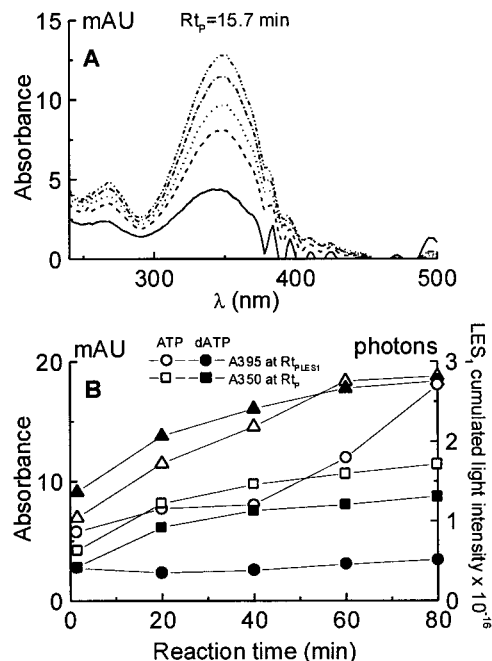 mAU
Rtₚ=15.7 min
15
A
10
5
0
Absorbance
300
400
500
λ (nm)
mAU
ATP
dATP
photons
A395 at Rt_PLES1
A350 at Rtₚ
B
20
10
0
Absorbance
3
2
1
0
LES, cumulated light intensity x 10⁻¹⁶
0
20
40
60
80
Reaction time (min)